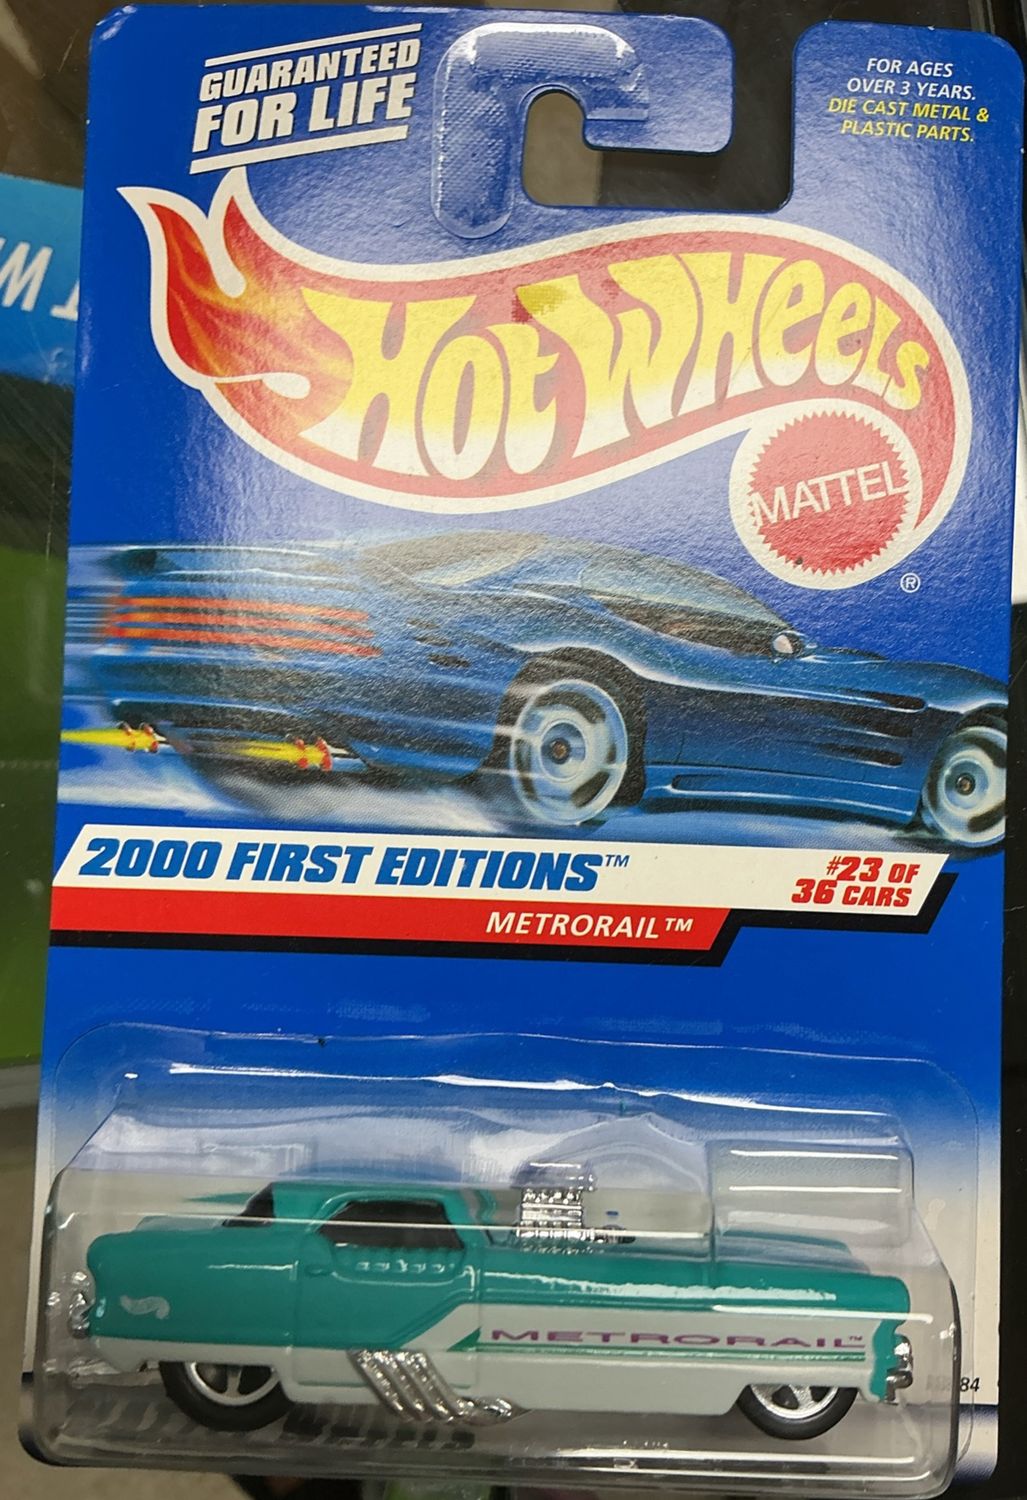 GUARANTEED
FOR LIFE
FOR AGES
OVER 3 YEARS.
DIE CAST METAL &
PLASTIC PARTS.
HOT WHEELS
MATTEL
®
2000 FIRST EDITIONS™
#23 OF
36 CARS
METRORAIL™
METRORAIL™
84